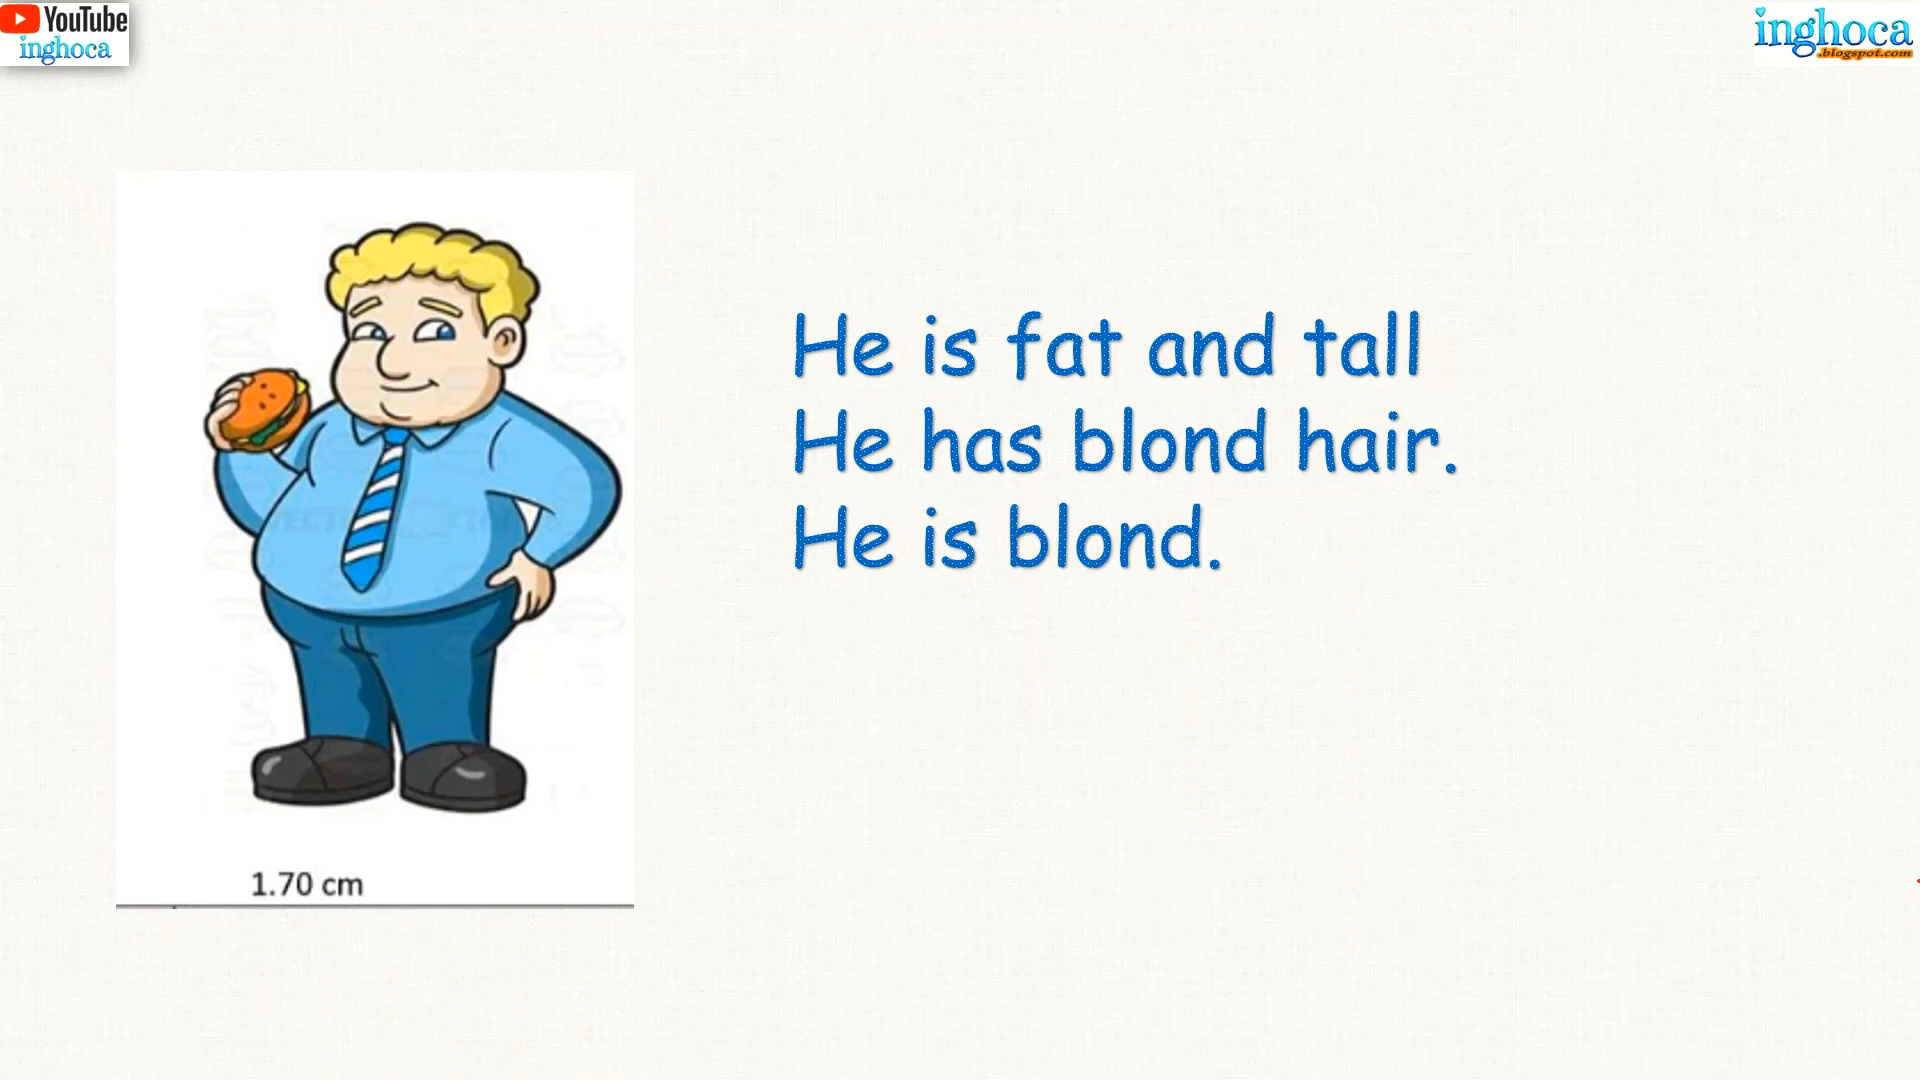 YouTube
inghoca
inghoca
.blogspot.com
He is fat and tall
He has blond hair.
He is blond.
1.70 cm